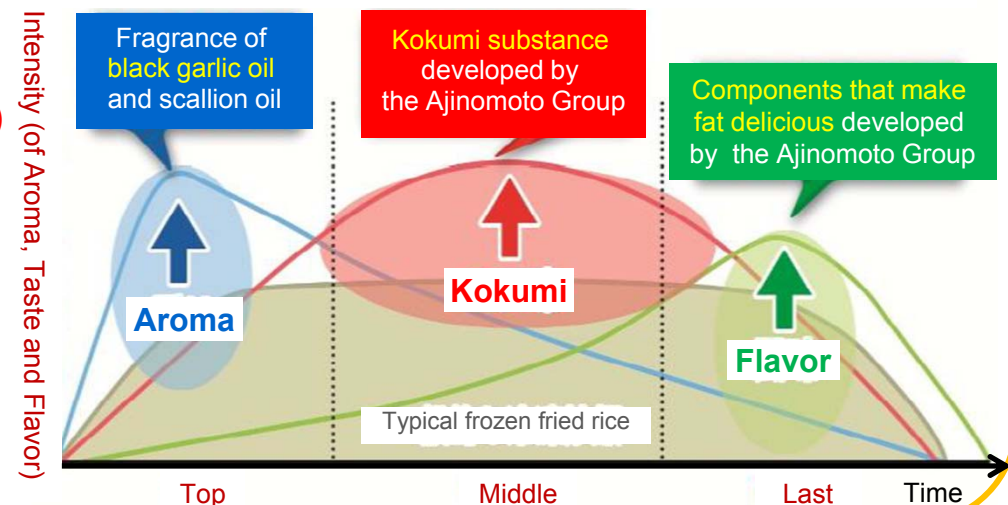 Intensity (of Aroma, Taste and Flavor)
Fragrance of
black garlic oil
and scallion oil
Kokumi substance
developed by
the Ajinomoto Group
Components that make
fat delicious developed
by the Ajinomoto Group
Aroma
Kokumi
Flavor
Typical frozen fried rice
Top
Middle
Last
Time